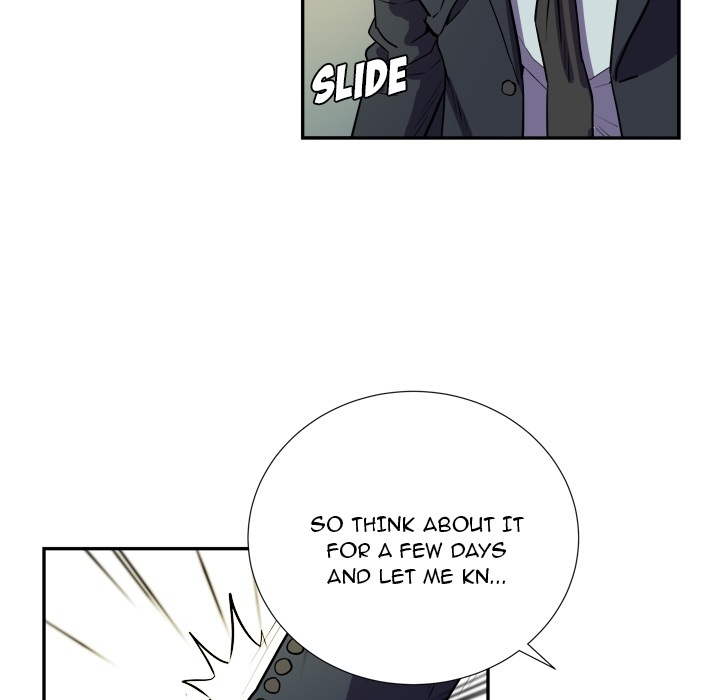 SLIDE
SO THINK ABOUT IT
FOR A FEW DAYS
AND LET ME KN...